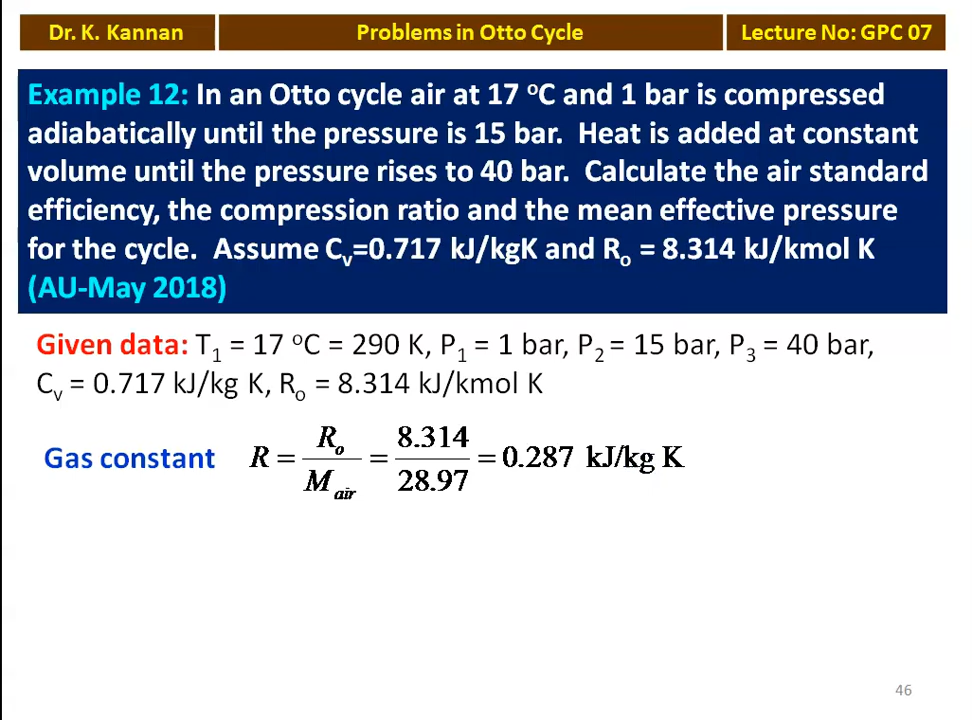 Dr. K. Kannan
Problems in Otto Cycle
Lecture No: GPC 07
Example 12: In an Otto cycle air at 17 ᵒC and 1 bar is compressed
adiabatically until the pressure is 15 bar. Heat is added at constant
volume until the pressure rises to 40 bar. Calculate the air standard
efficiency, the compression ratio and the mean effective pressure
for the cycle. Assume Cᵥ=0.717 kJ/kgK and Rₒ = 8.314 kJ/kmol K
(AU-May 2018)
Given data: T₁ = 17 ᵒC = 290 K, P₁ = 1 bar, P₂ = 15 bar, P₃ = 40 bar,
Cᵥ = 0.717 kJ/kg K, Rₒ = 8.314 kJ/kmol K
Gas constant R = Rₒ / M_air = 8.314 / 28.97 = 0.287 kJ/kg K
46